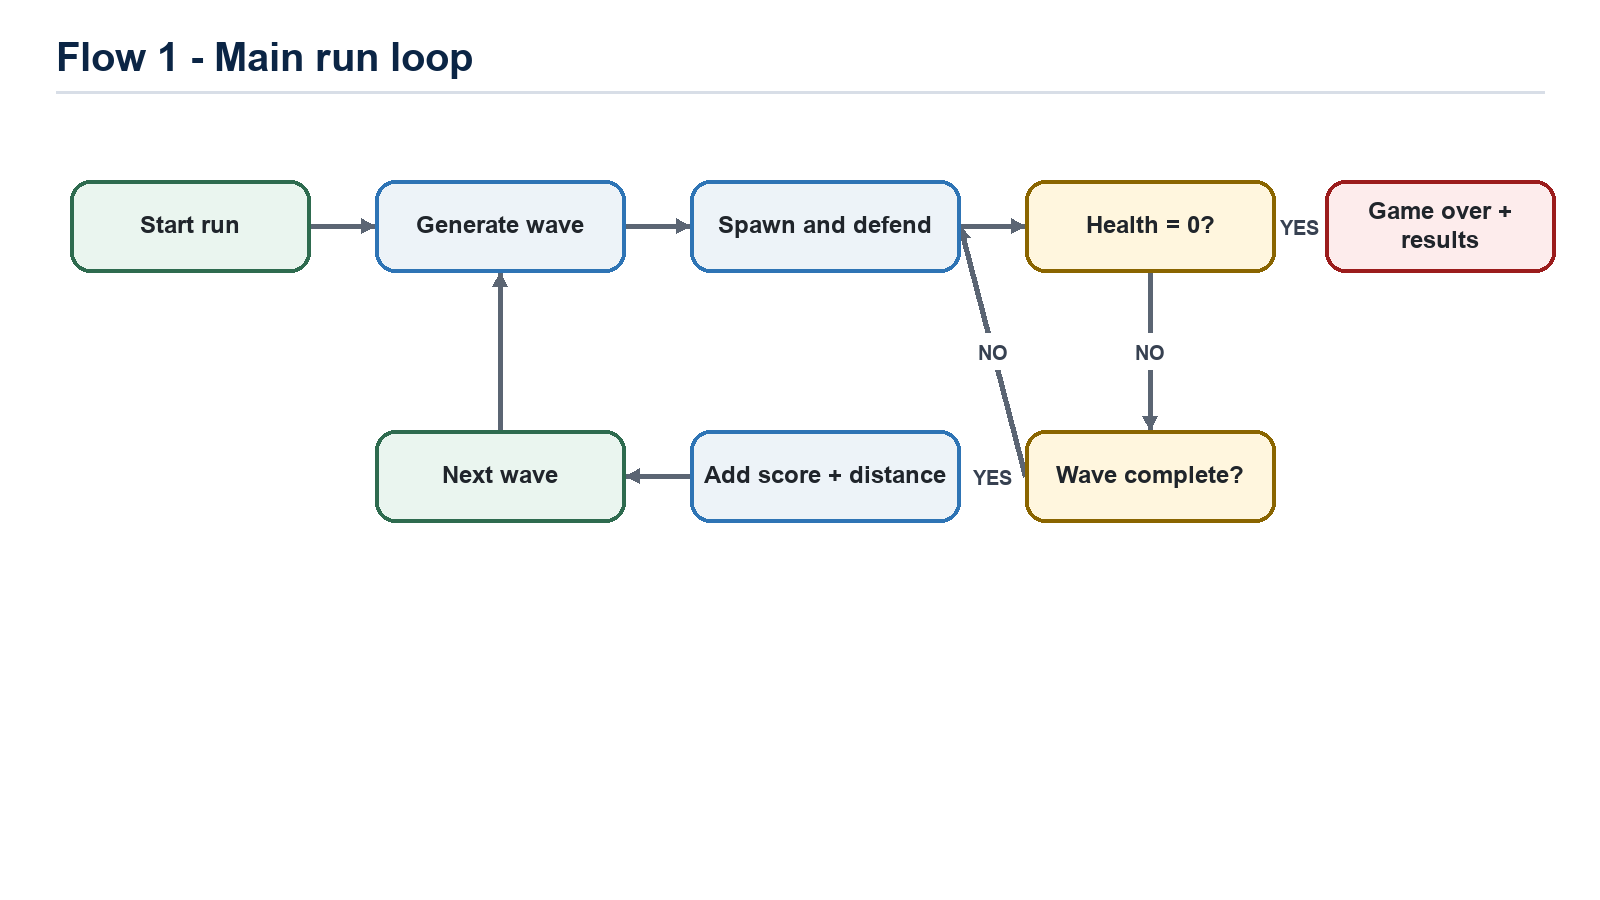 Flow 1 - Main run loop
Start run
Generate wave
Spawn and defend
Health = 0?
YES
Game over +
results
NO
NO
Next wave
Add score + distance
YES
Wave complete?